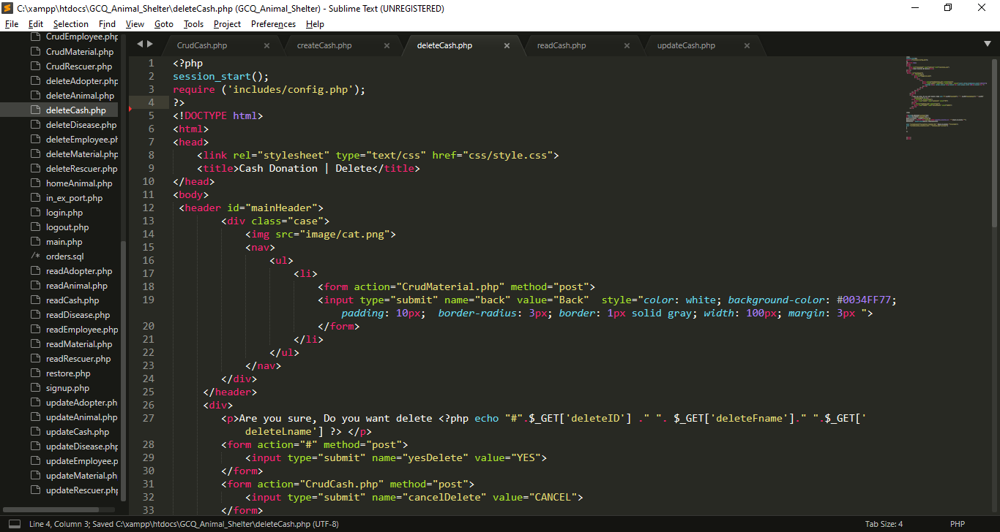 C:\xampp\htdocs\GCQ_Animal_Shelter\deleteCash.php (GCQ_Animal_Shelter) - Sublime Text (UNREGISTERED)
File Edit Selection Find View Goto Tools Project Preferences Help
CrudEmployee.php
CrudMaterial.php
CrudRescuer.php
deleteAdopter.php
deleteAnimal.php
deleteCash.php
deleteDisease.php
deleteEmployee.ph
deleteMaterial.php
deleteRescuer.php
homeAnimal.php
in_ex_port.php
login.php
logout.php
main.php
/* orders.sql
readAdopter.php
readAnimal.php
readCash.php
readDisease.php
readEmployee.php
readMaterial.php
readRescuer.php
restore.php
signup.php
updateAdopter.ph
updateAnimal.php
updateCash.php
updateDisease.php
updateEmployee.p
updateMaterial.ph
updateRescuer.php
CrudCash.php × createCash.php × deleteCash.php × readCash.php × updateCash.php ×
1 <?php
2 session_start();
3 require ('includes/config.php');
4 ?>
5 <!DOCTYPE html>
6 <html>
7 <head>
8 <link rel="stylesheet" type="text/css" href="css/style.css">
9 <title>Cash Donation | Delete</title>
10 </head>
11 <body>
12 <header id="mainHeader">
13 <div class="case">
14 <img src="image/cat.png">
15 <nav>
16 <ul>
17 <li>
18 <form action="CrudMaterial.php" method="post">
19 <input type="submit" name="back" value="Back"  style="color: white; background-color: #0034FF77;
padding: 10px;  border-radius: 3px; border: 1px solid gray; width: 100px; margin: 3px ">
20 </form>
21 </li>
22 </ul>
23 </nav>
24 </div>
25 </header>
26 <div>
27 <p>Are you sure, Do you want delete <?php echo "#".$_GET['deleteID'] ." ". $_GET['deleteFname']." ".$_GET['
deleteLname'] ?> </p>
28 <form action="#" method="post">
29 <input type="submit" name="yesDelete" value="YES">
30 </form>
31 <form action="CrudCash.php" method="post">
32 <input type="submit" name="cancelDelete" value="CANCEL">
33 </form>
Line 4, Column 3; Saved C:\xampp\htdocs\GCQ_Animal_Shelter\deleteCash.php (UTF-8) Tab Size: 4 PHP